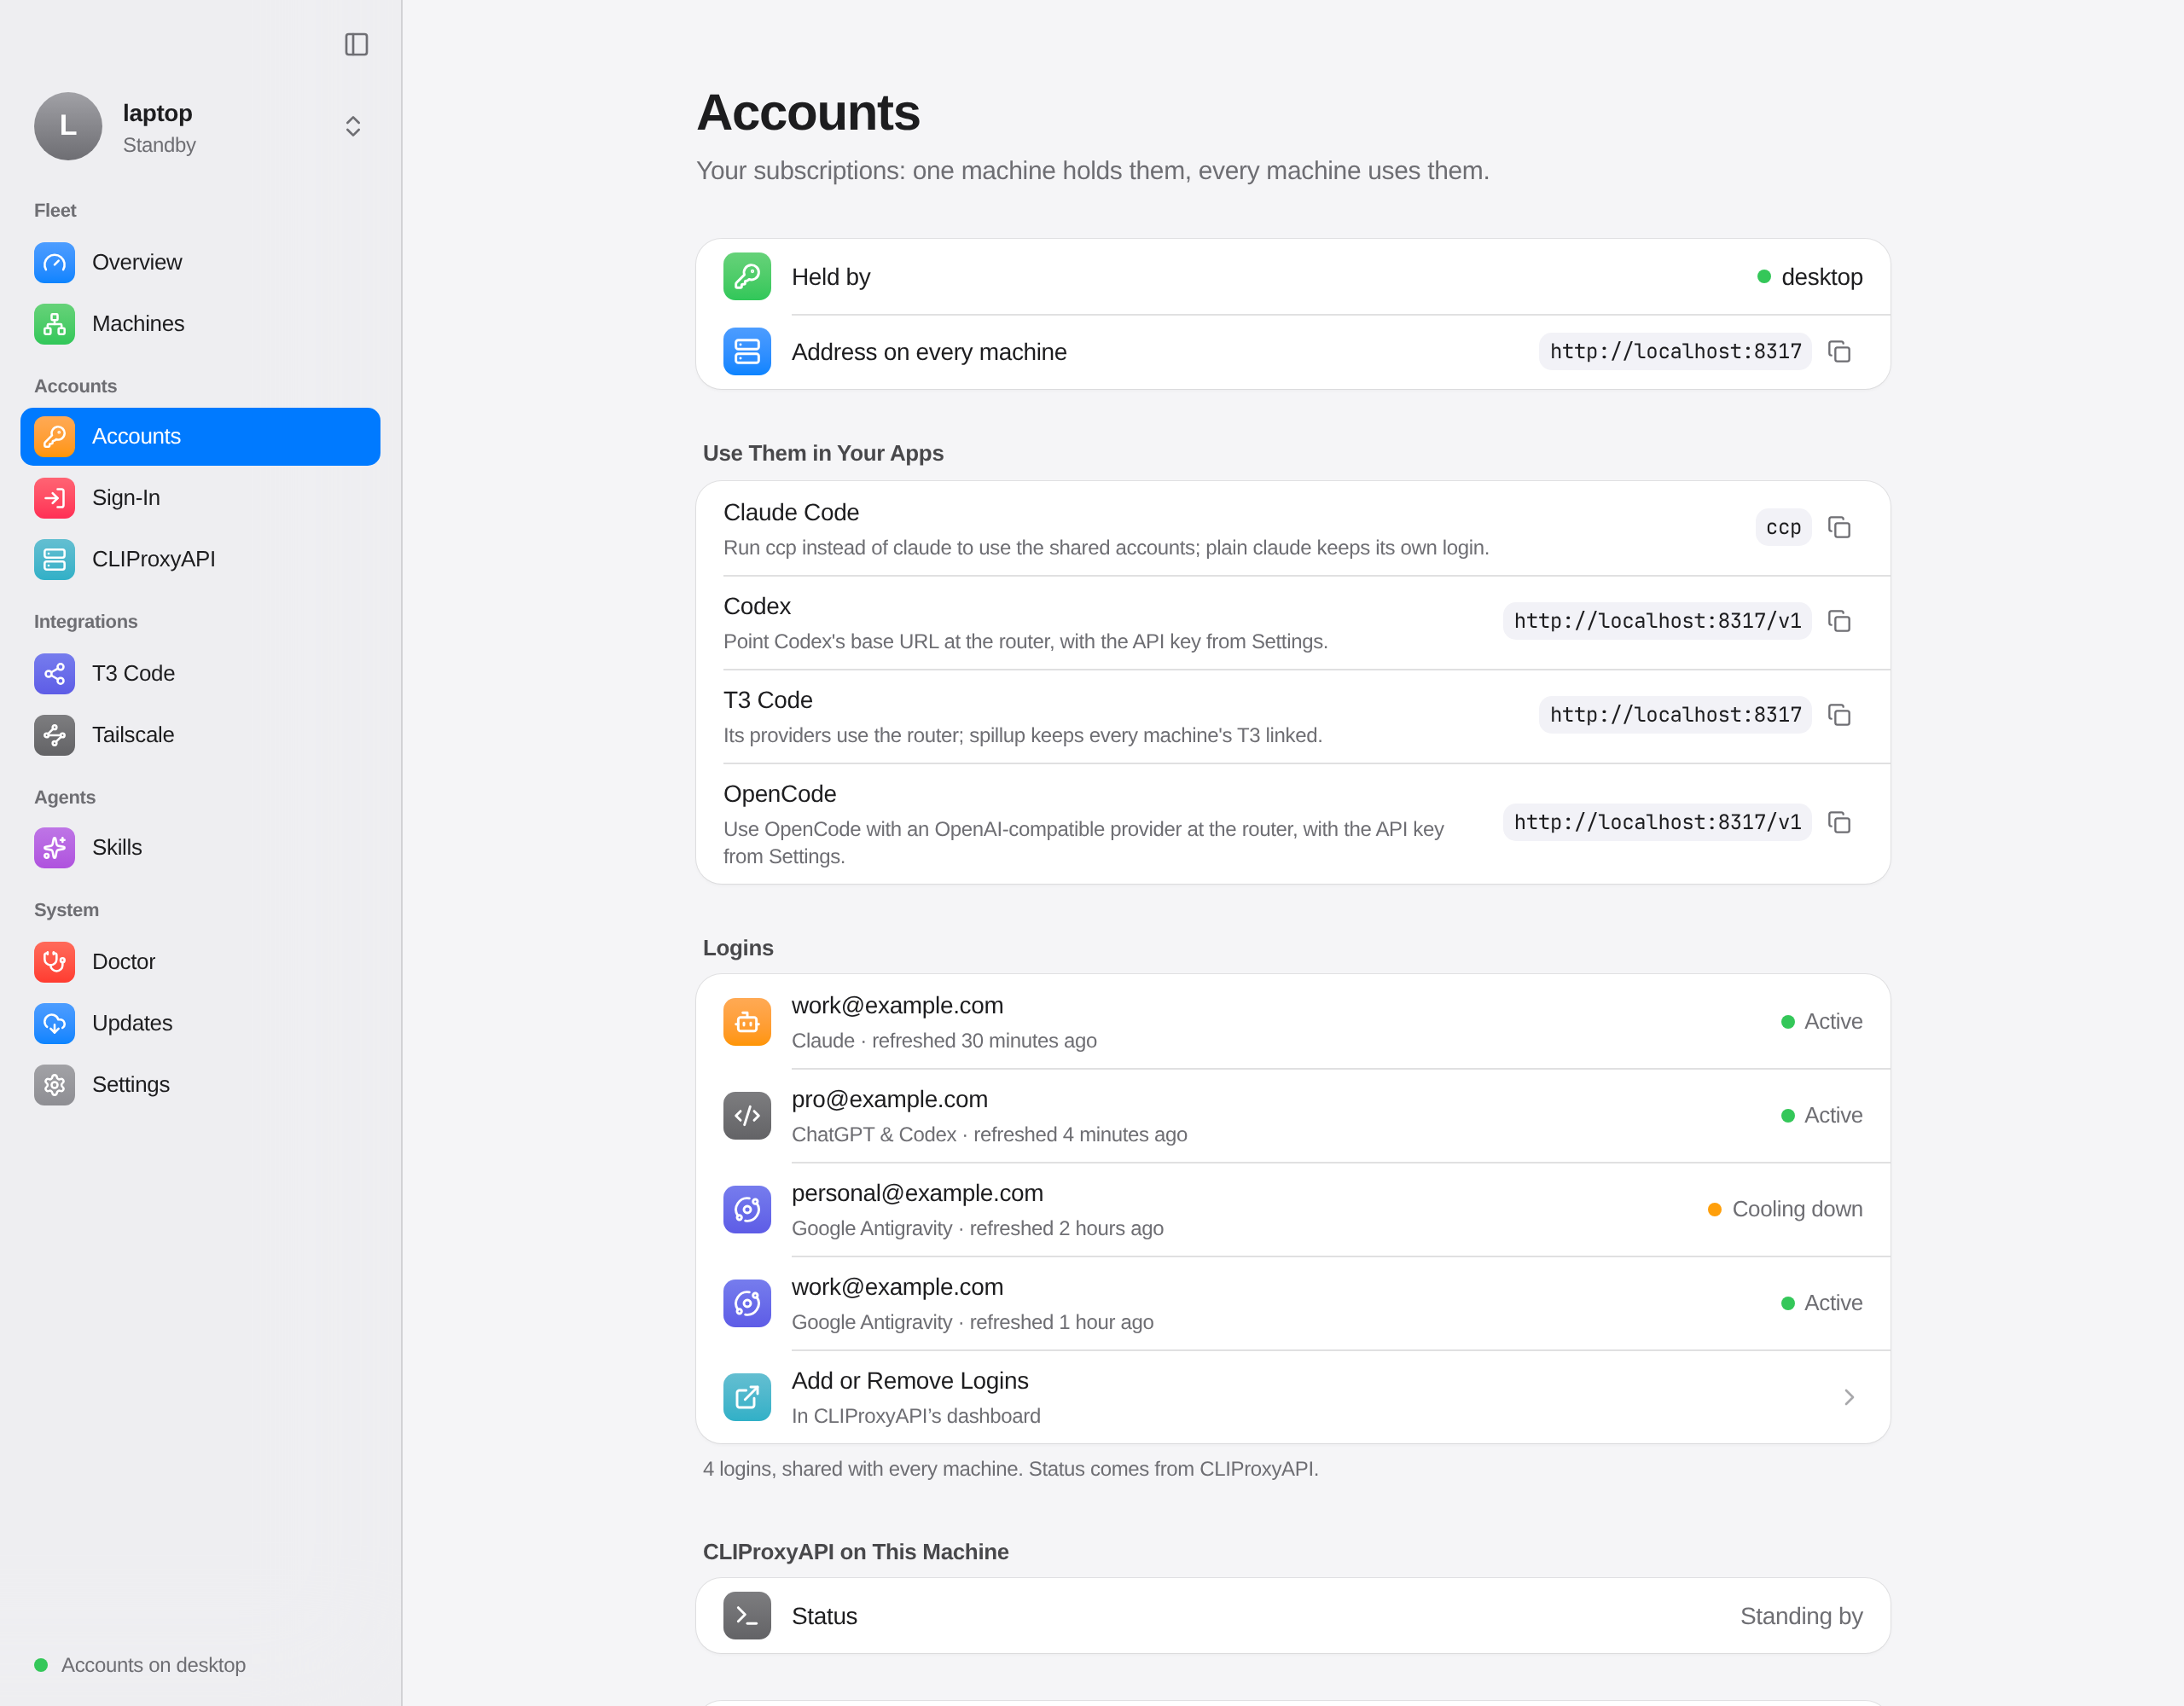 L
laptop
Standby
Fleet
Overview
Machines
Accounts
Accounts
Sign-In
CLIProxyAPI
Integrations
T3 Code
Tailscale
Agents
Skills
System
Doctor
Updates
Settings
Accounts on desktop
Accounts
Your subscriptions: one machine holds them, every machine uses them.
Held by
desktop
Address on every machine
http://localhost:8317
Use Them in Your Apps
Claude Code
Run ccp instead of claude to use the shared accounts; plain claude keeps its own login.
ccp
Codex
Point Codex's base URL at the router, with the API key from Settings.
http://localhost:8317/v1
T3 Code
Its providers use the router; spillup keeps every machine's T3 linked.
http://localhost:8317
OpenCode
Use OpenCode with an OpenAI-compatible provider at the router, with the API key
from Settings.
http://localhost:8317/v1
Logins
work@example.com
Claude · refreshed 30 minutes ago
Active
pro@example.com
ChatGPT & Codex · refreshed 4 minutes ago
Active
personal@example.com
Google Antigravity · refreshed 2 hours ago
Cooling down
work@example.com
Google Antigravity · refreshed 1 hour ago
Active
Add or Remove Logins
In CLIProxyAPI’s dashboard
4 logins, shared with every machine. Status comes from CLIProxyAPI.
CLIProxyAPI on This Machine
Status
Standing by